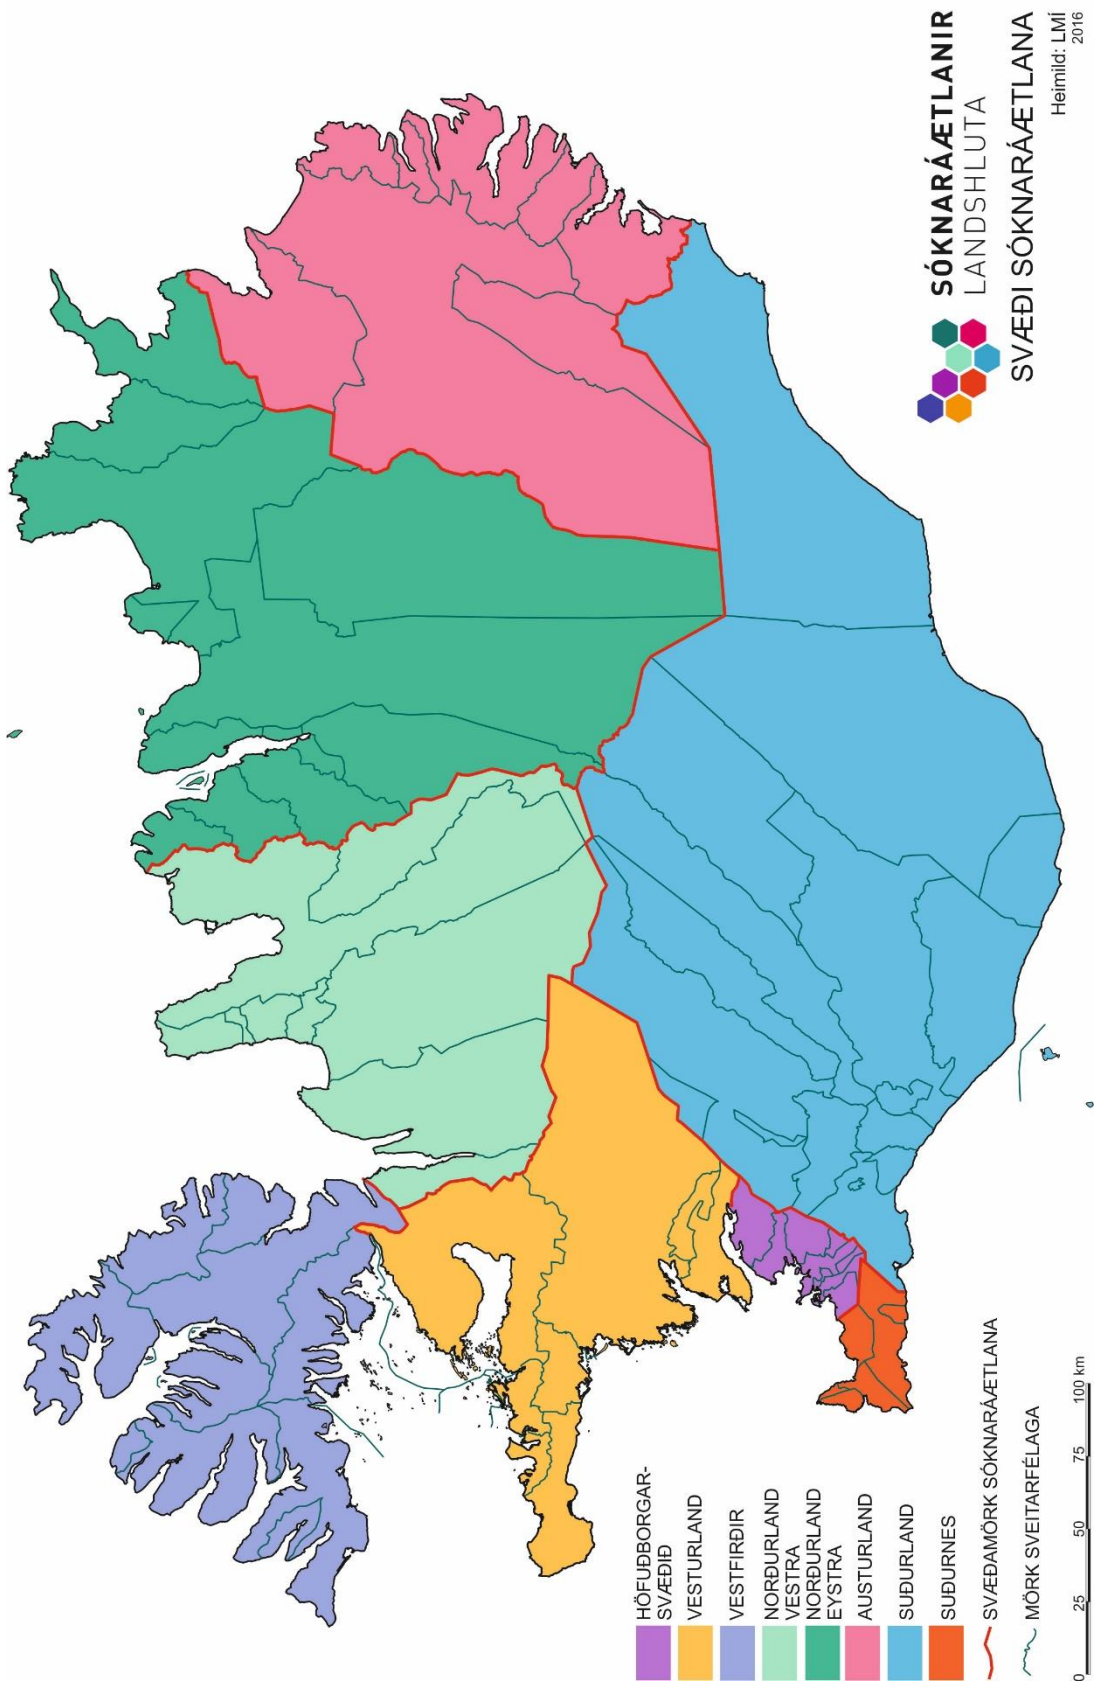 SÓKNARÁÆTLANIR
LANDSHLUTA
SVÆÐI SÓKNARÁÆTLANA
Heimild: LMÍ
2016
HÖFUÐBORGAR-
SVÆÐIÐ
VESTURLAND
VESTFIRÐIR
NORÐURLAND
VESTRA
NORÐURLAND
EYSTRA
AUSTURLAND
SUÐURLAND
SUÐURNES
SVÆÐAMÖRK SÓKNARÁÆTLANA
MÖRK SVEITARFÉLAGA
0 25 50 75 100 km